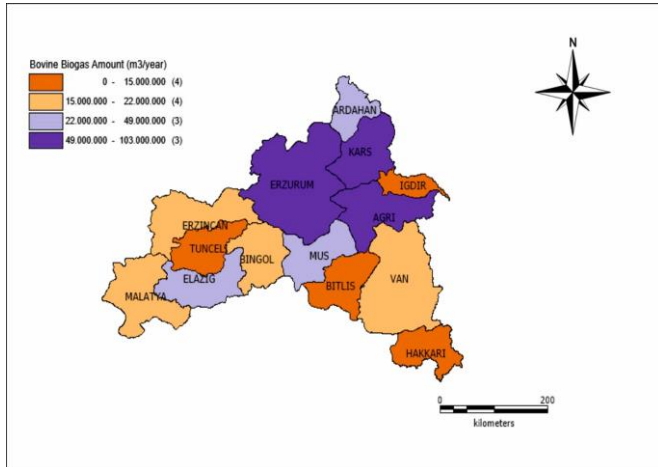 N
Bovine Biogas Amount (m3/year)
0 - 15.000.000 (4)
15.000.000 - 22.000.000 (4)
22.000.000 - 49.000.000 (3)
49.000.000 - 103.000.000 (3)
ARDAHAN
KARS
ERZURUM
IGDIR
AGRI
ERZINCAN
TUNCELI
BINGOL
MUS
ELAZIG
VAN
BITLIS
MALATYA
HAKKARI
0 200
kilometers